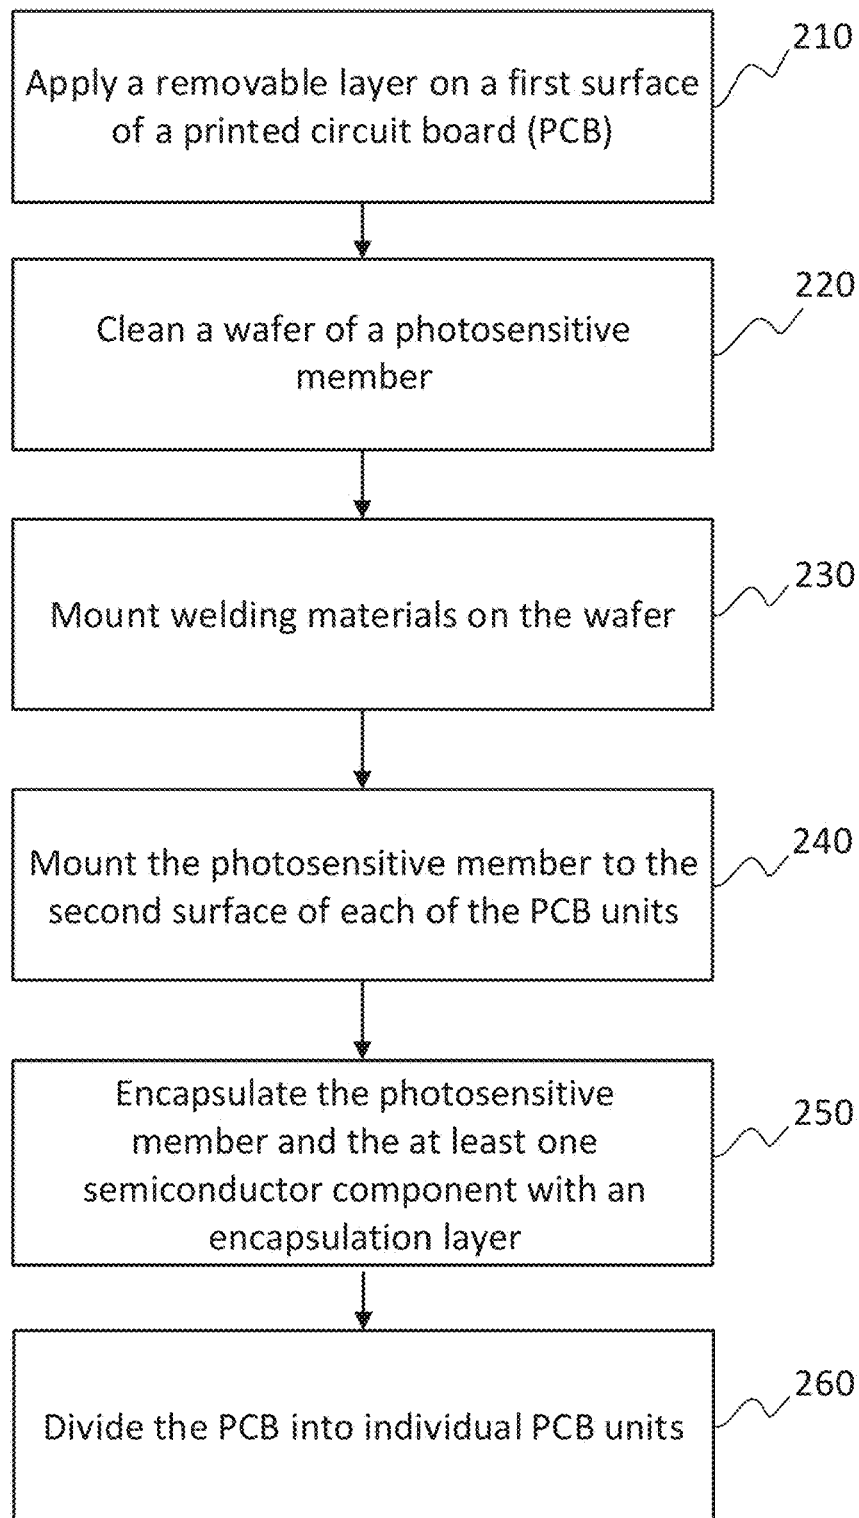 210
Apply a removable layer on a first surface
of a printed circuit board (PCB)
220
Clean a wafer of a photosensitive
member
230
Mount welding materials on the wafer
240
Mount the photosensitive member to the
second surface of each of the PCB units
250
Encapsulate the photosensitive
member and the at least one
semiconductor component with an
encapsulation layer
260
Divide the PCB into individual PCB units